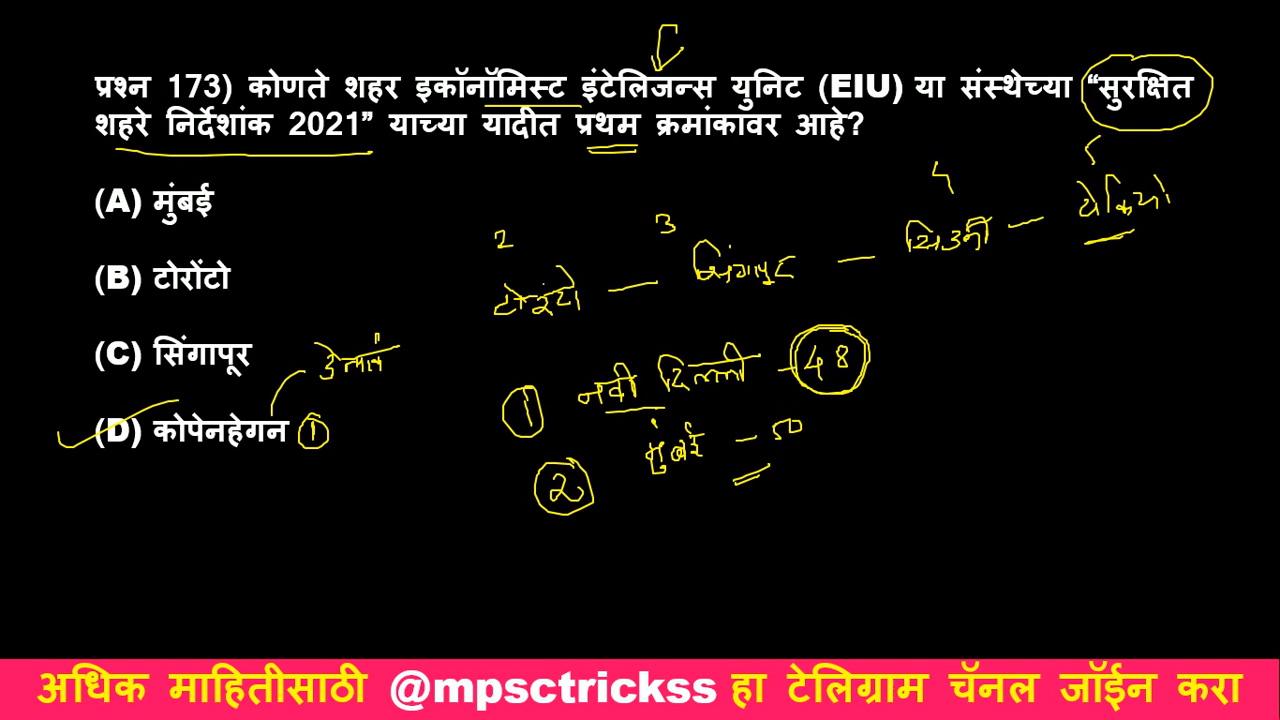 प्रश्न 173) कोणते शहर इकॉनॉमिस्ट इंटेलिजन्स युनिट (EIU) या संस्थेच्या “सुरक्षित
शहरे निर्देशांक 2021” याच्या यादीत प्रथम क्रमांकावर आहे?
(A) मुंबई
(B) टोरोंटो
(C) सिंगापूर
(D) कोपेनहेगन 1
2 3 4 5
टोरंटो — सिंगापुर — सिडनी — टोकियो
1 नवी दिल्ली - 48
2 मुंबई - 50
अधिक माहितीसाठी @mpsctrickss हा टेलिग्राम चॅनल जॉईन करा